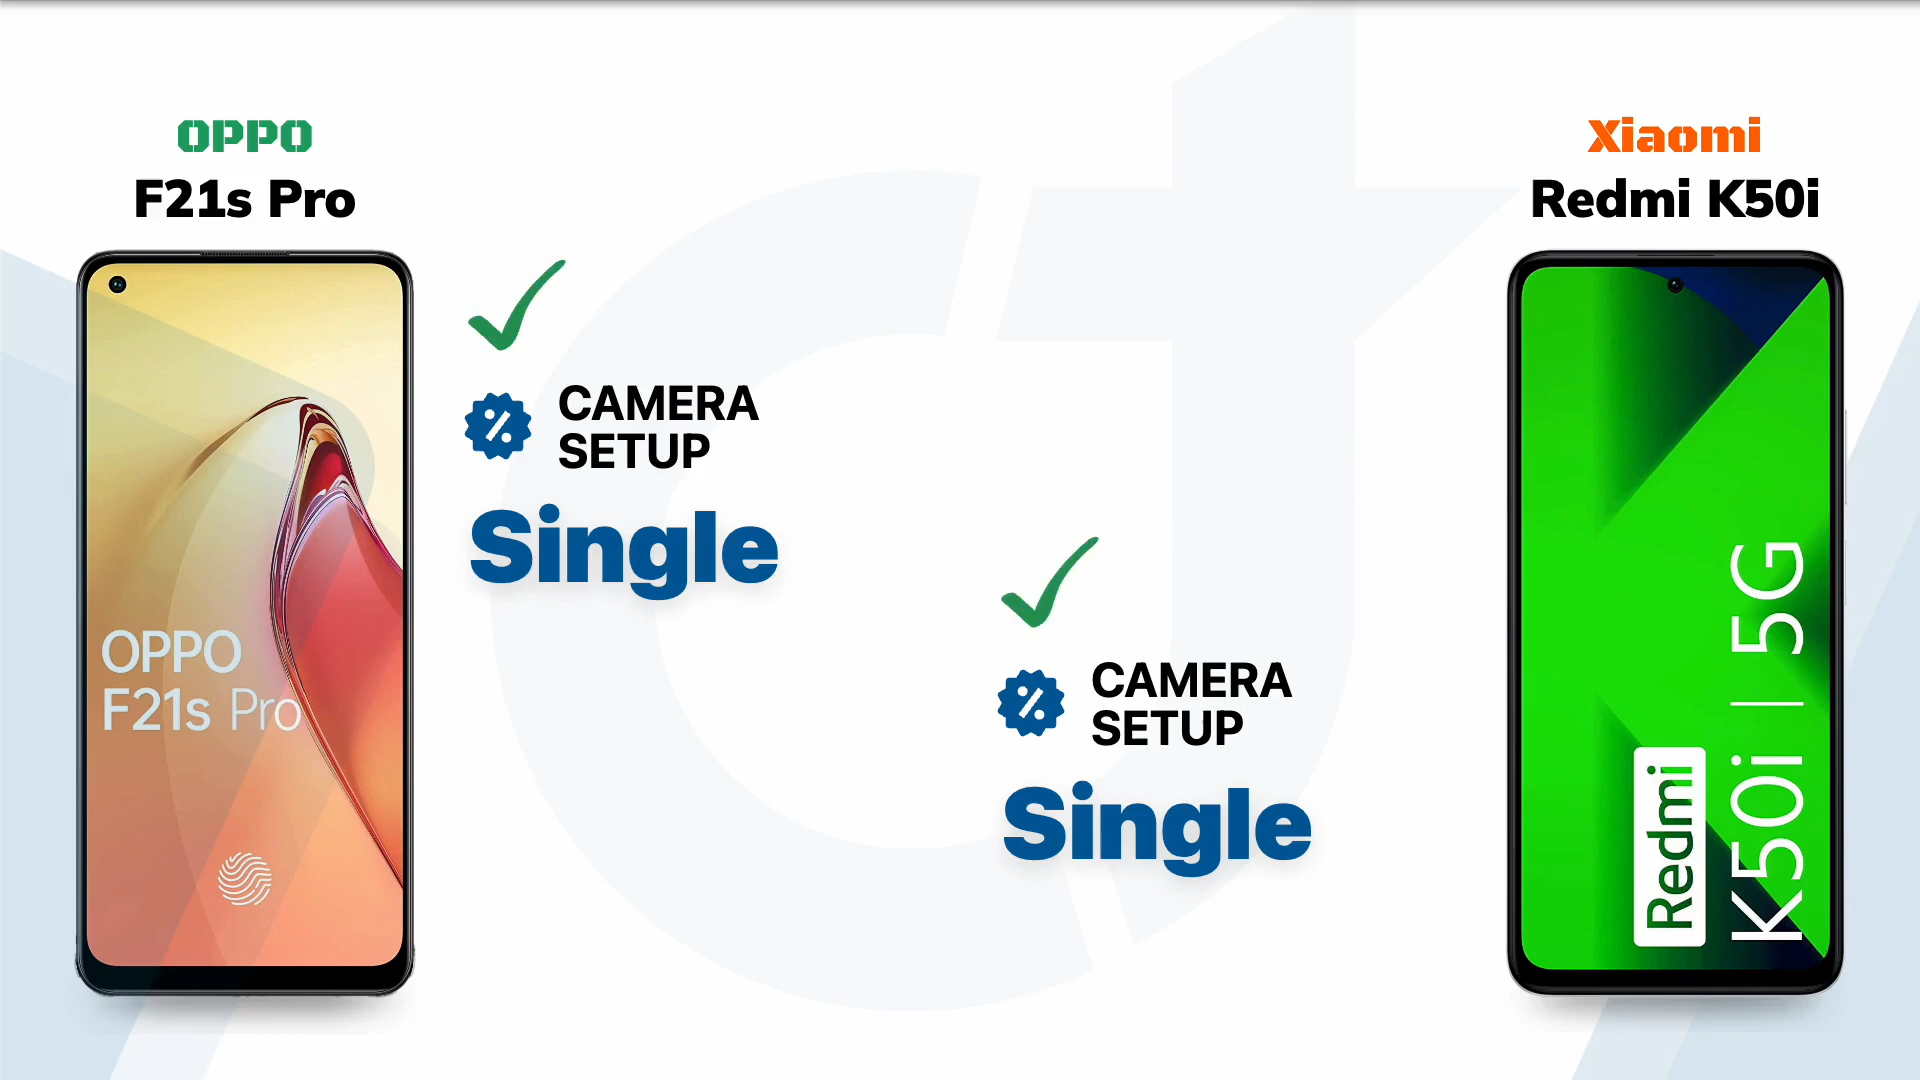 OPPO
F21s Pro
Xiaomi
Redmi K50i
CAMERA
SETUP
Single
CAMERA
SETUP
Single
OPPO
F21s Pro
Redmi
K50i | 5G